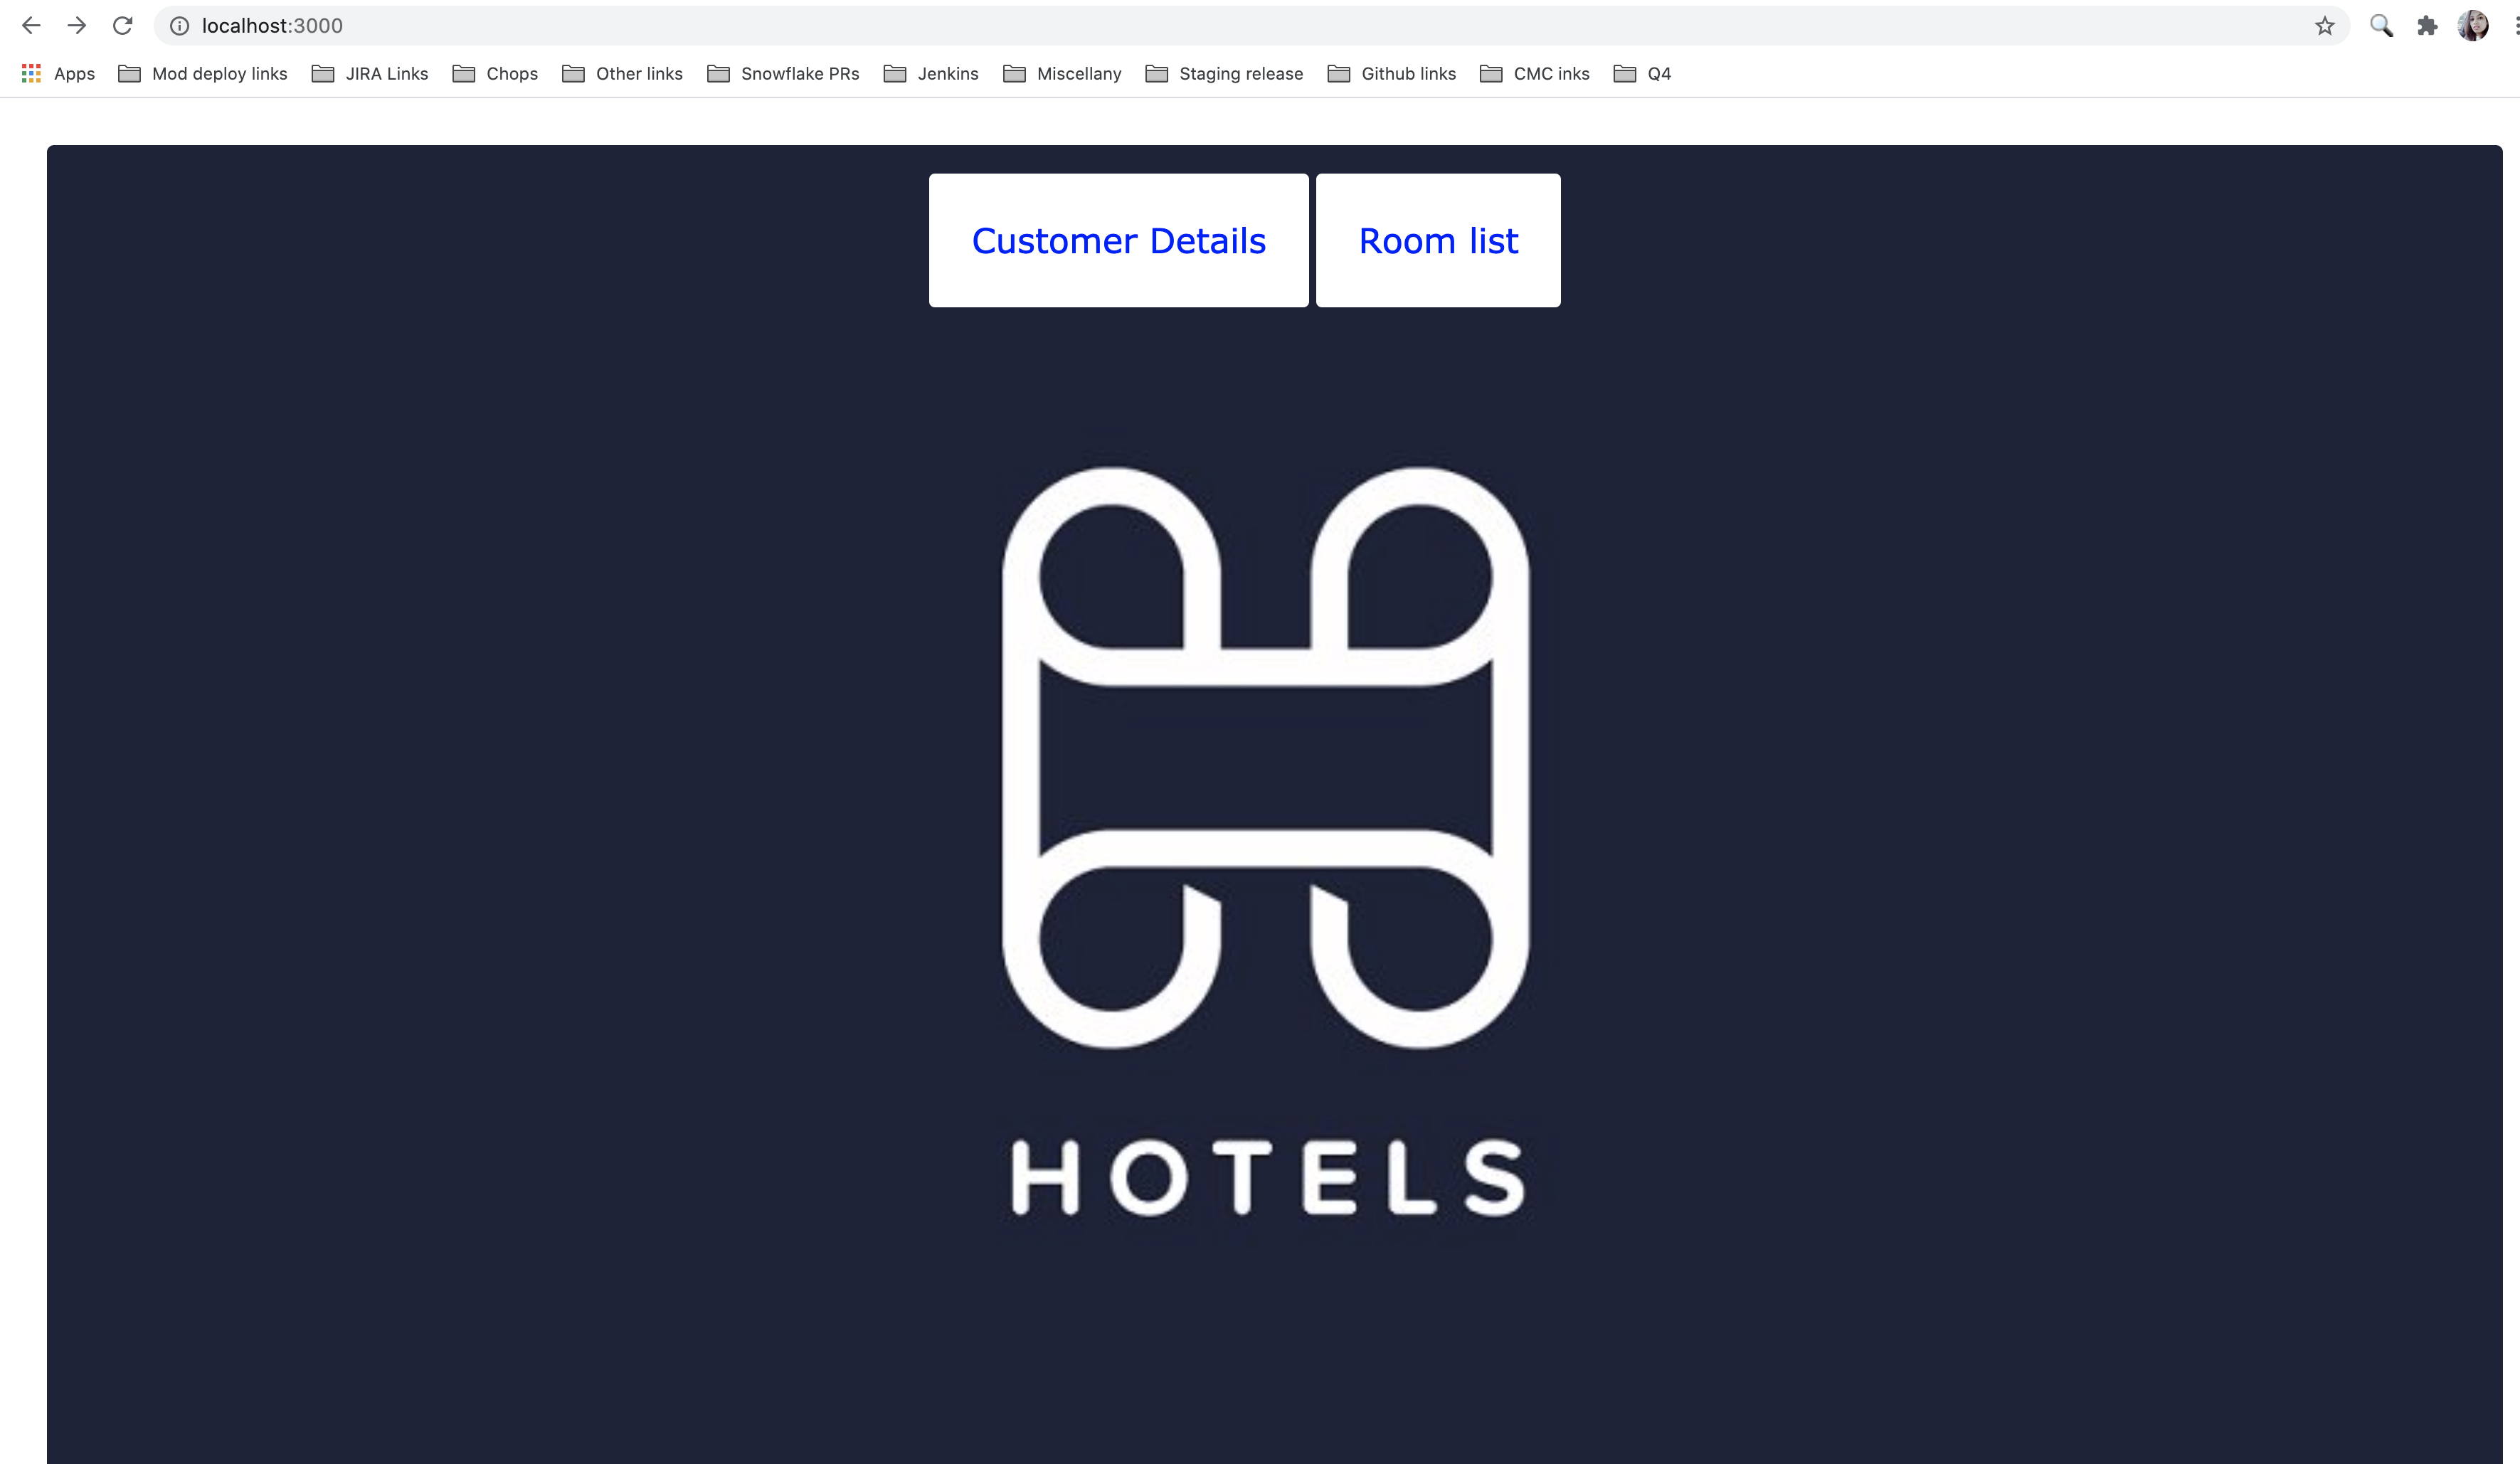 localhost:3000
Apps Mod deploy links JIRA Links Chops Other links Snowflake PRs Jenkins Miscellany Staging release Github links CMC inks Q4
Customer Details Room list
HOTELS